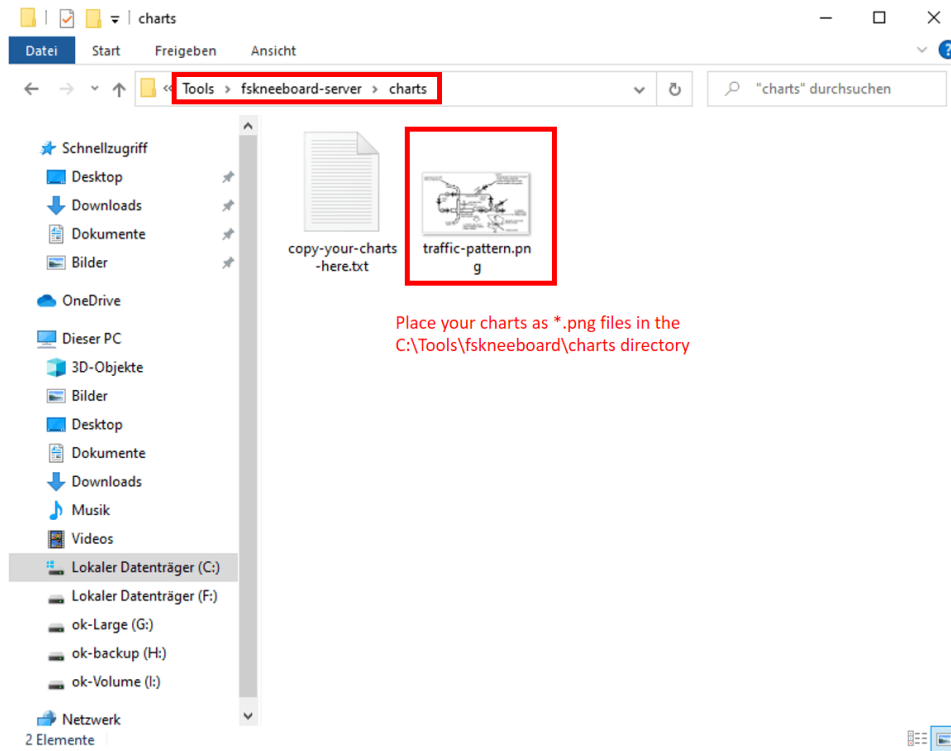 charts
Datei Start Freigeben Ansicht
« Tools › fskneeboard-server › charts
"charts" durchsuchen
Schnellzugriff
Desktop
Downloads
Dokumente
Bilder
OneDrive
Dieser PC
3D-Objekte
Bilder
Desktop
Dokumente
Downloads
Musik
Videos
Lokaler Datenträger (C:)
Lokaler Datenträger (F:)
ok-Large (G:)
ok-backup (H:)
ok-Volume (I:)
Netzwerk
copy-your-charts
-here.txt
traffic-pattern.pn
g
Place your charts as *.png files in the
C:\Tools\fskneeboard\charts directory
2 Elemente